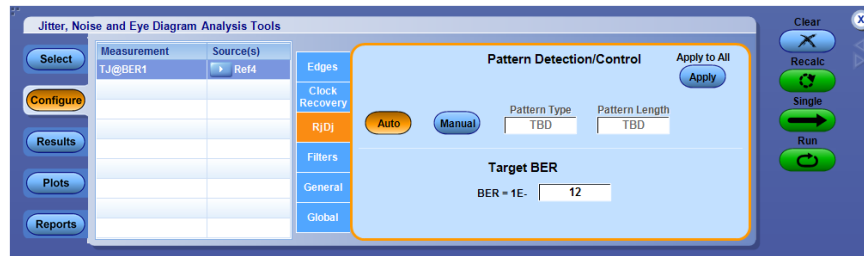 Jitter, Noise and Eye Diagram Analysis Tools
Clear
X
Select
Measurement Source(s)
TJ@BER1 Ref4
Edges
Pattern Detection/Control
Apply to All
Apply
Recalc
Configure
Clock
Recovery
Single
RjDj
Auto
Manual
Pattern Type
TBD
Pattern Length
TBD
Results
Run
Filters
Target BER
Plots
General
BER = 1E- 12
Reports
Global